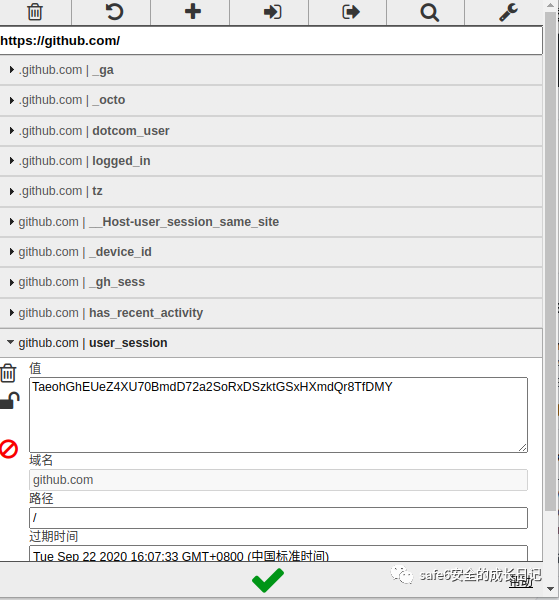 https://github.com/
.github.com | _ga
.github.com | _octo
.github.com | dotcom_user
.github.com | logged_in
.github.com | tz
github.com | __Host-user_session_same_site
github.com | _device_id
github.com | _gh_sess
github.com | has_recent_activity
github.com | user_session
值
TaeohGhEUeZ4XU70BmdD72a2SoRxDSzktGSxHXmdQr8TfDMY
域名
github.com
路径
/
过期时间
Tue Sep 22 2020 16:07:33 GMT+0800 (中国标准时间)
safe6安全的成长日记
帮助